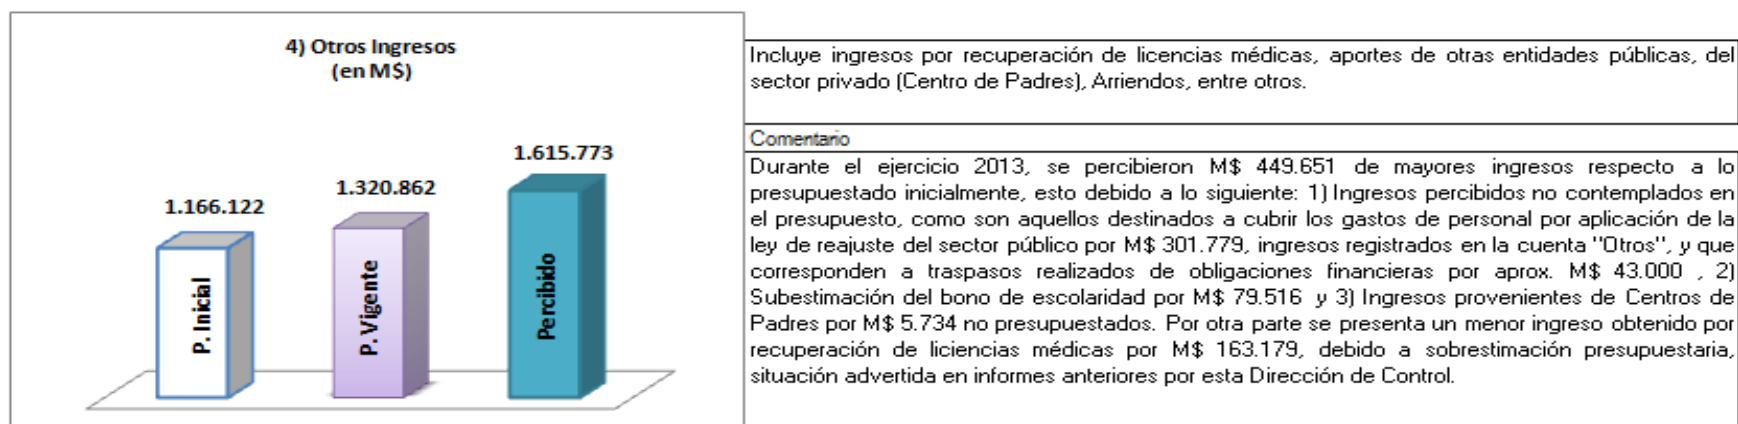 4) Otros Ingresos
(en M$)
1.166.122
1.320.862
1.615.773
P. Inicial
P. Vigente
Percibido
Incluye ingresos por recuperación de licencias médicas, aportes de otras entidades públicas, del
sector privado (Centro de Padres), Arriendos, entre otros.
Comentario
Durante el ejercicio 2013, se percibieron M$ 449.651 de mayores ingresos respecto a lo
presupuestado inicialmente, esto debido a lo siguiente: 1) Ingresos percibidos no contemplados en
el presupuesto, como son aquellos destinados a cubrir los gastos de personal por aplicación de la
ley de reajuste del sector público por M$ 301.779, ingresos registrados en la cuenta "Otros", y que
corresponden a traspasos realizados de obligaciones financieras por aprox. M$ 43.000 , 2)
Subestimación del bono de escolaridad por M$ 79.516 y 3) Ingresos provenientes de Centros de
Padres por M$ 5.734 no presupuestados. Por otra parte se presenta un menor ingreso obtenido por
recuperación de liciencias médicas por M$ 163.179, debido a sobrestimación presupuestaria,
situación advertida en informes anteriores por esta Dirección de Control.